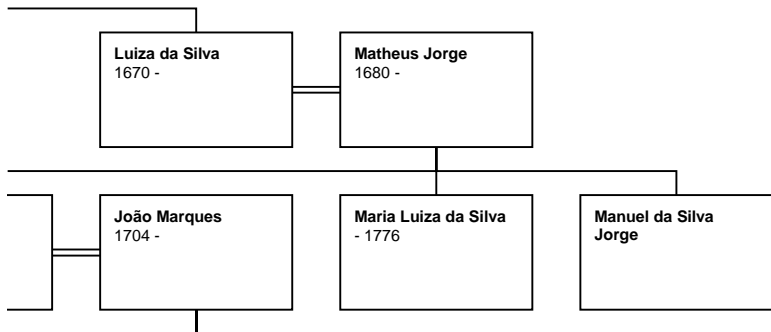 Luiza da Silva
1670 -
Matheus Jorge
1680 -
João Marques
1704 -
Maria Luiza da Silva
- 1776
Manuel da Silva
Jorge